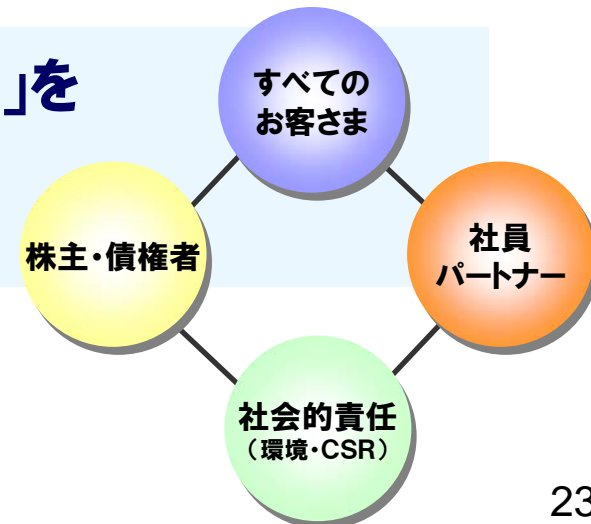 」を
すべての
お客さま
株主・債権者
社員
パートナー
社会的責任
（環境・CSR）
23